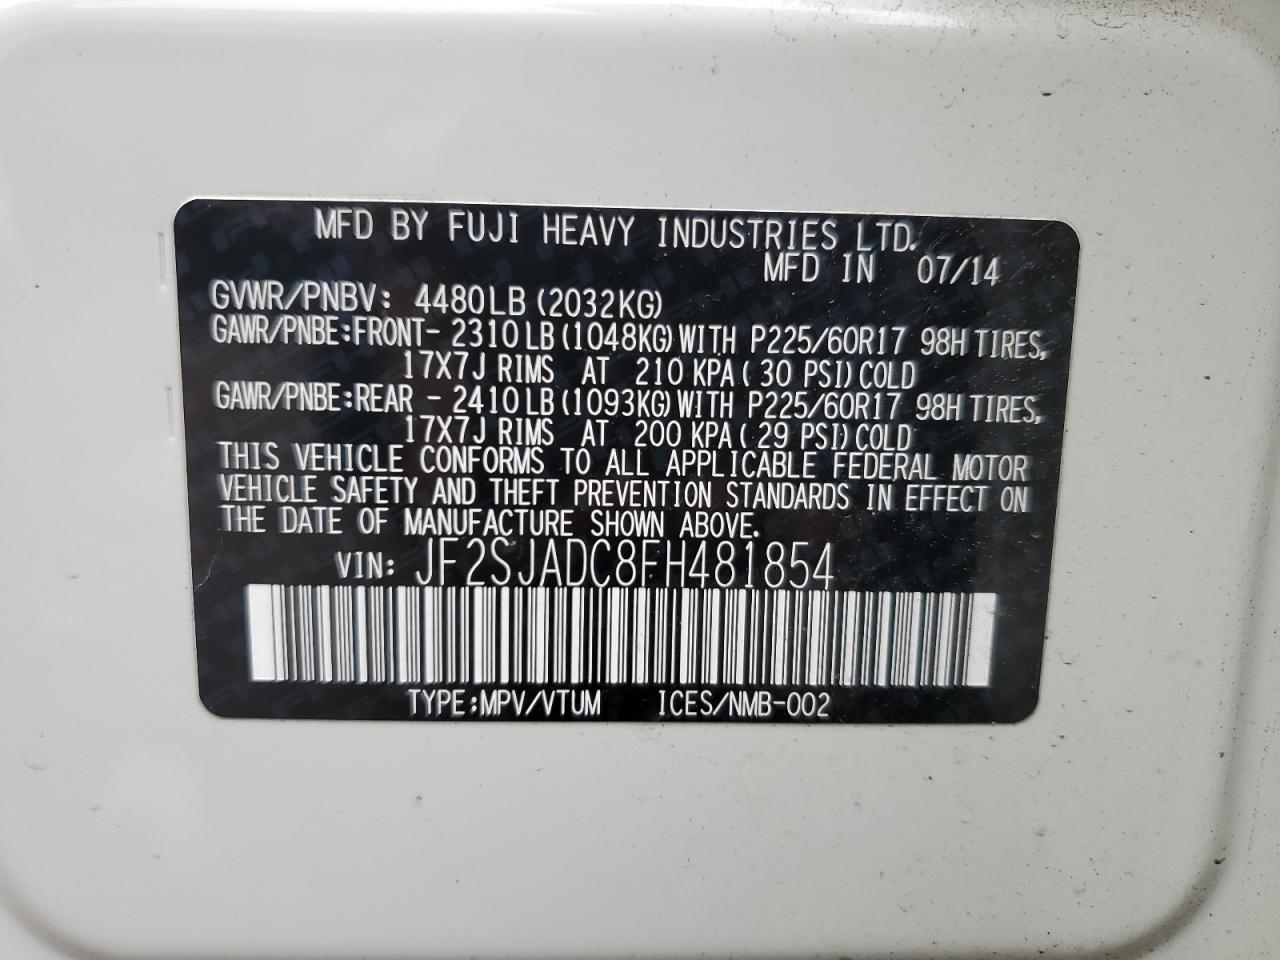 MFD BY FUJI HEAVY INDUSTRIES LTD.
MFD IN 07/14
GVWR/PNBV: 4480LB (2032KG)
GAWR/PNBE:FRONT- 2310LB (1048KG) WITH P225/60R17 98H TIRES,
17X7J RIMS AT 210 KPA ( 30 PSI) COLD
GAWR/PNBE:REAR - 2410LB (1093KG) WITH P225/60R17 98H TIRES,
17X7J RIMS AT 200 KPA ( 29 PSI) COLD
THIS VEHICLE CONFORMS TO ALL APPLICABLE FEDERAL MOTOR
VEHICLE SAFETY AND THEFT PREVENTION STANDARDS IN EFFECT ON
THE DATE OF MANUFACTURE SHOWN ABOVE.
VIN: JF2SJADC8FH481854
TYPE:MPV/VTUM ICES/NMB-002